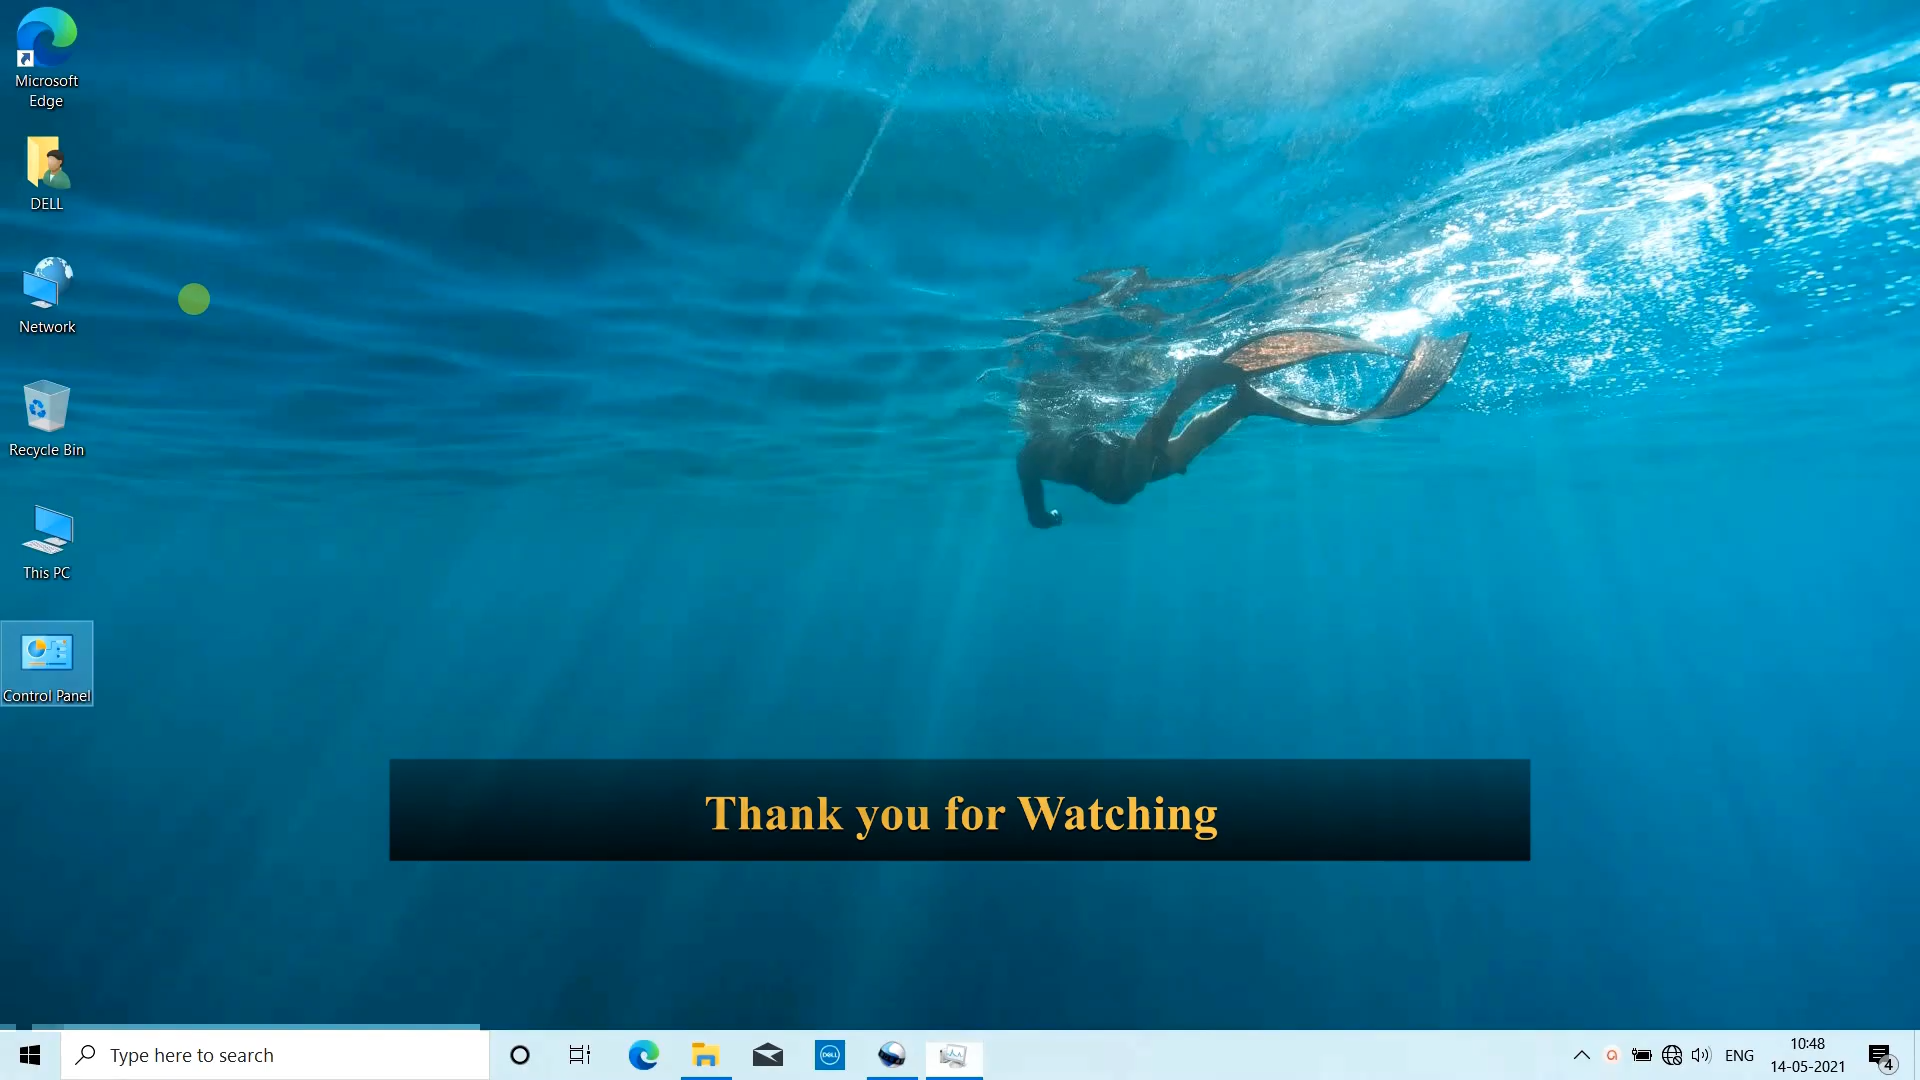 Microsoft
Edge
DELL
Network
Recycle Bin
This PC
Control Panel
Thank you for Watching
Type here to search
DELL
ENG
10:48
14-05-2021
4